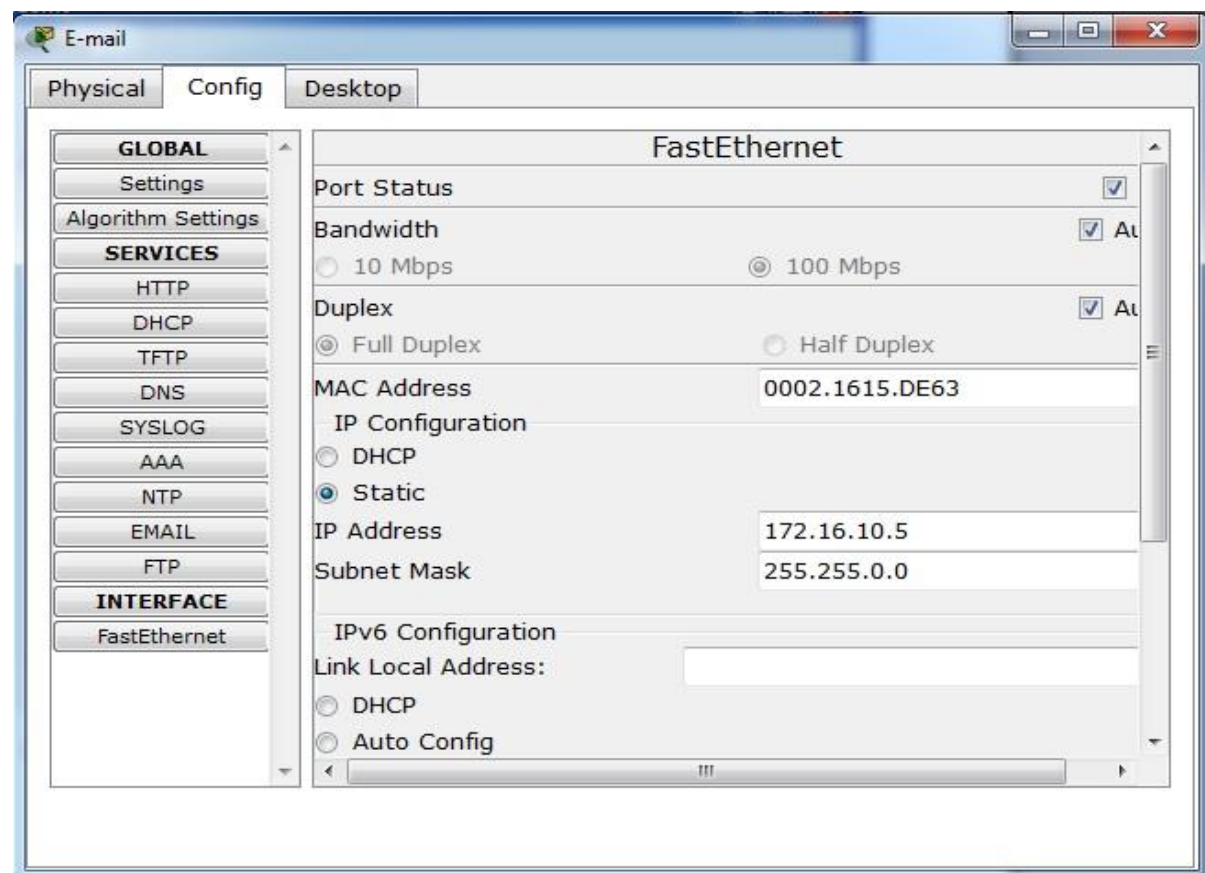 E-mail
Physical Config Desktop
GLOBAL
Settings
Algorithm Settings
SERVICES
HTTP
DHCP
TFTP
DNS
SYSLOG
AAA
NTP
EMAIL
FTP
INTERFACE
FastEthernet
FastEthernet
Port Status
Bandwidth Au
10 Mbps 100 Mbps
Duplex Au
Full Duplex Half Duplex
MAC Address 0002.1615.DE63
IP Configuration
DHCP
Static
IP Address 172.16.10.5
Subnet Mask 255.255.0.0
IPv6 Configuration
Link Local Address:
DHCP
Auto Config